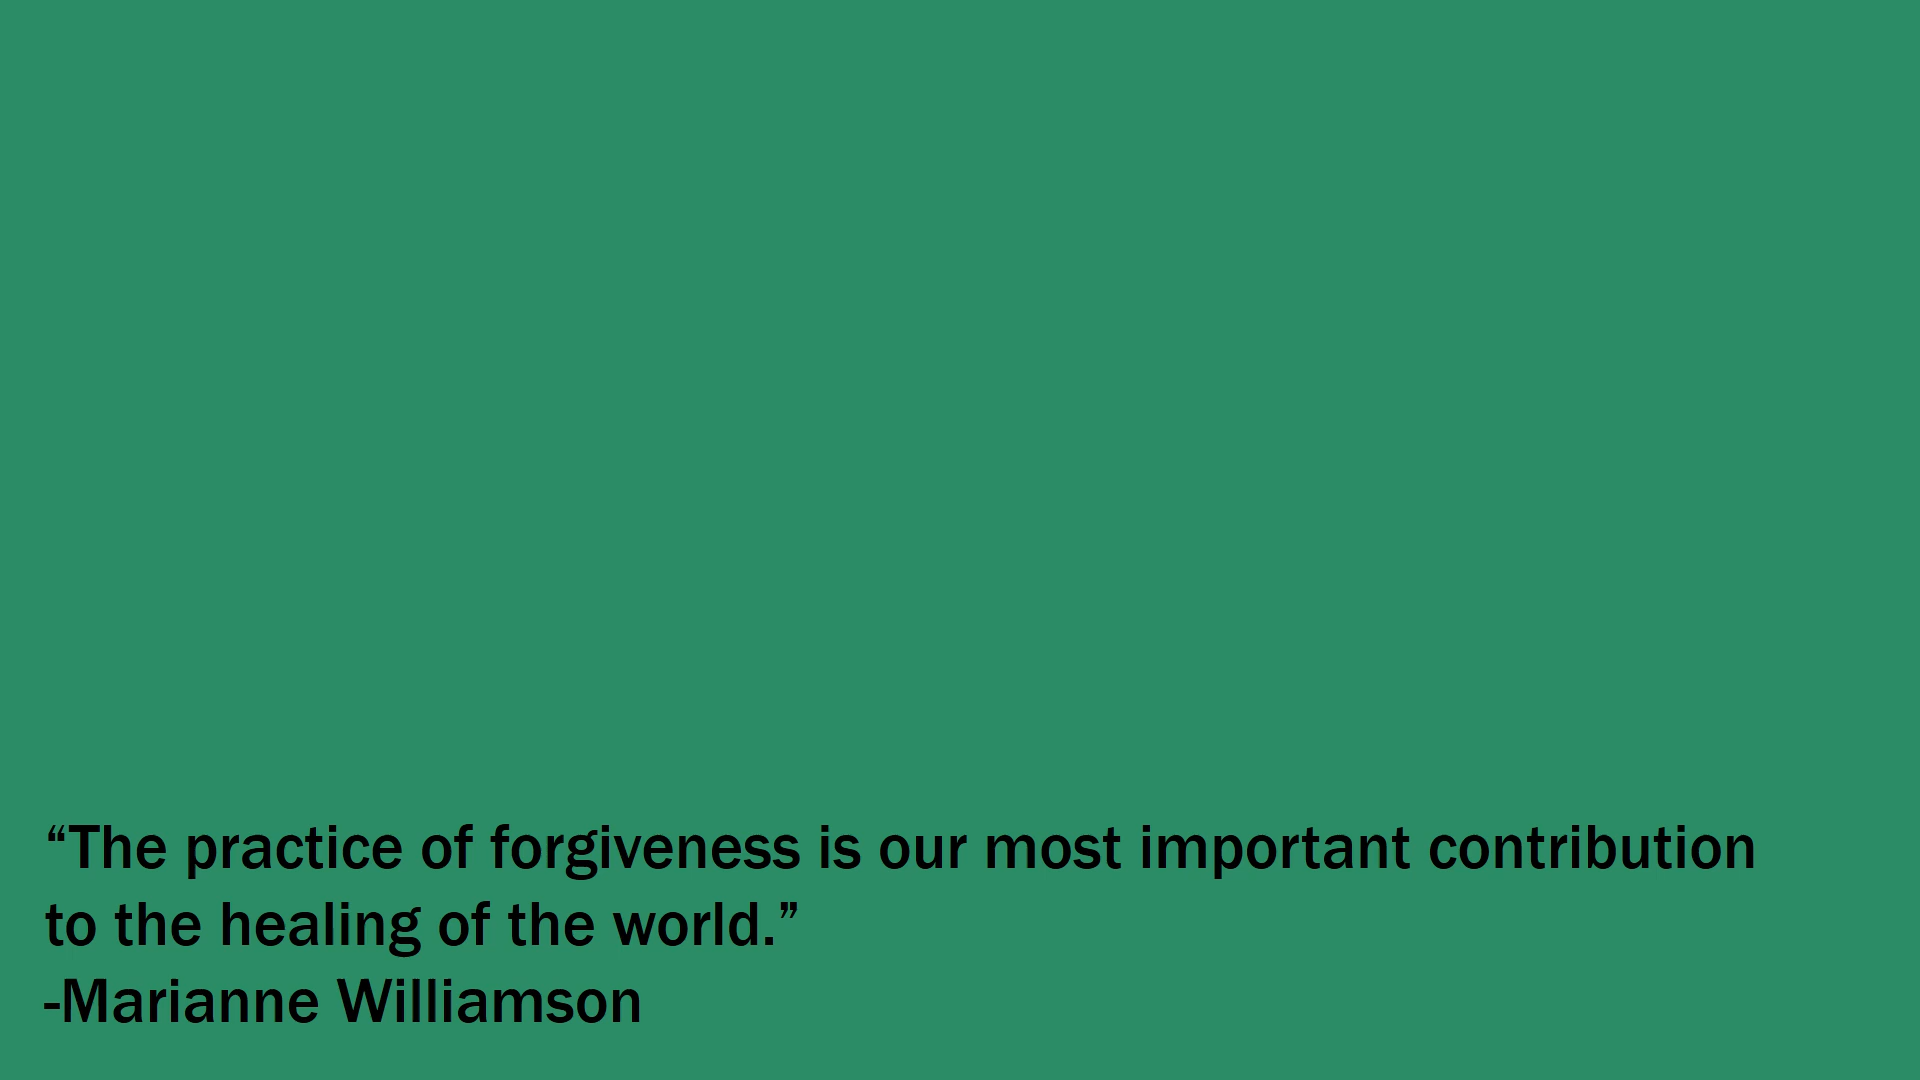 “The practice of forgiveness is our most important contribution
to the healing of the world.”
-Marianne Williamson